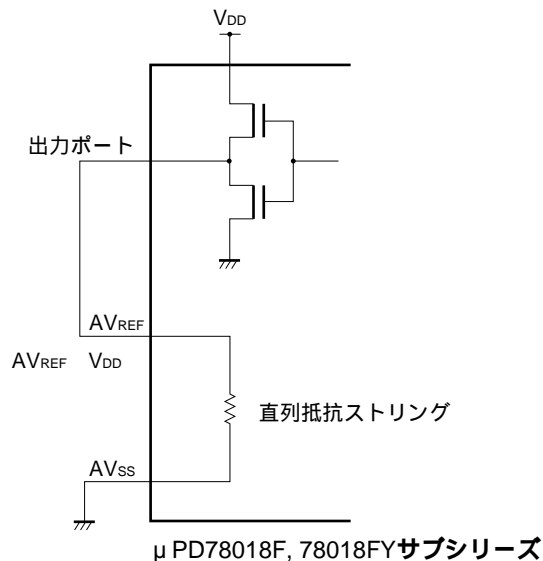 VDD
出力ポート
AVREF
AVREF VDD
直列抵抗ストリング
AVSS
μPD78018F, 78018FYサブシリーズ